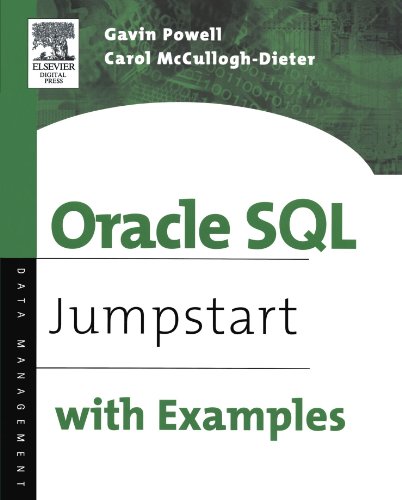 Gavin Powell
Carol McCullogh-Dieter
ELSEVIER
DIGITAL
PRESS
Oracle SQL
Jumpstart
with Examples
DATA MANAGEMENT